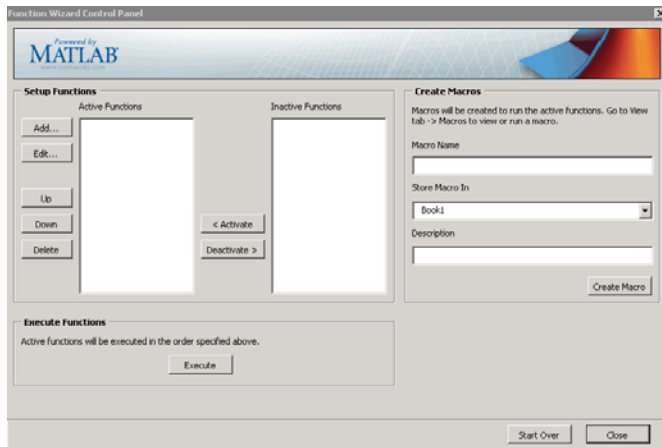 Function Wizard Control Panel
Powered by
MATLAB
www.mathworks.com
Setup Functions
Active Functions
Inactive Functions
Add...
Edit...
Up
Down
Delete
< Activate
Deactivate >
Execute Functions
Active functions will be executed in the order specified above.
Execute
Create Macros
Macros will be created to run the active functions. Go to View
tab -> Macros to view or run a macro.
Macro Name
Store Macro In
Book1
Description
Create Macro
Start Over
Close